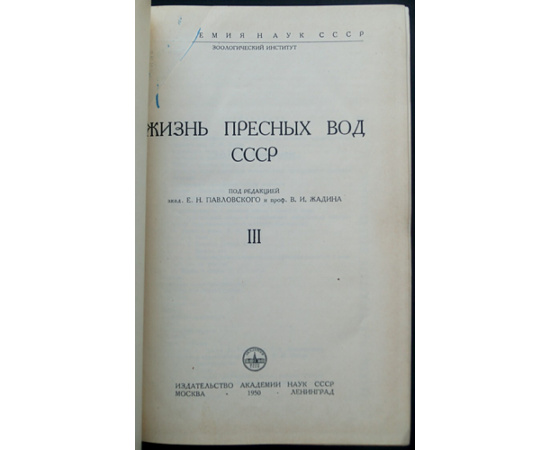 ЕМИЯ НАУК СССР
ЗООЛОГИЧЕСКИЙ ИНСТИТУТ
ЖИЗНЬ ПРЕСНЫХ ВОД
СССР
ПОД РЕДАКЦИЕЙ
акад. Е. Н. ПАВЛОВСКОГО и проф. В. И. ЖАДИНА
III
ИЗДАТЕЛЬСТВО АКАДЕМИИ НАУК СССР
МОСКВА · 1950 · ЛЕНИНГРАД